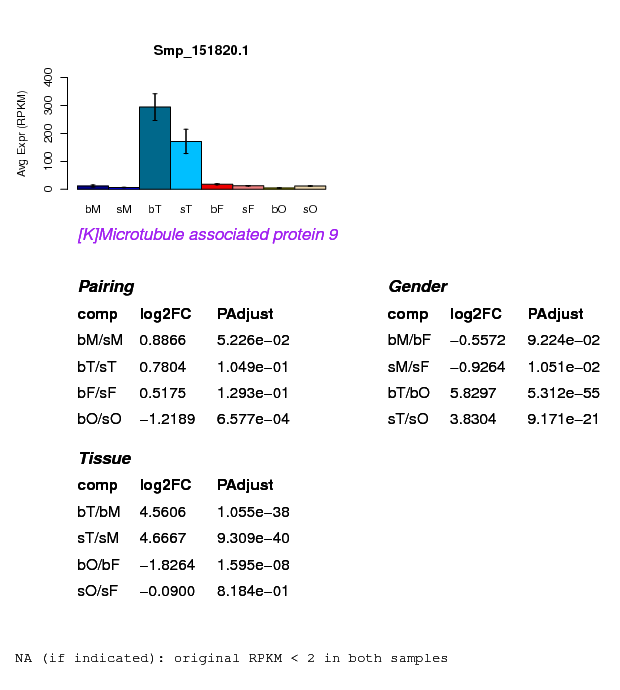 Smp_151820.1
Avg Expr (RPKM)
400
300
200
100
0
bM sM bT sT bF sF bO sO
[K]Microtubule associated protein 9
Pairing
comp log2FC PAdjust
bM/sM 0.8866 5.226e−02
bT/sT 0.7804 1.049e−01
bF/sF 0.5175 1.293e−01
bO/sO −1.2189 6.577e−04
Gender
comp log2FC PAdjust
bM/bF −0.5572 9.224e−02
sM/sF −0.9264 1.051e−02
bT/bO 5.8297 5.312e−55
sT/sO 3.8304 9.171e−21
Tissue
comp log2FC PAdjust
bT/bM 4.5606 1.055e−38
sT/sM 4.6667 9.309e−40
bO/bF −1.8264 1.595e−08
sO/sF −0.0900 8.184e−01
NA (if indicated): original RPKM < 2 in both samples